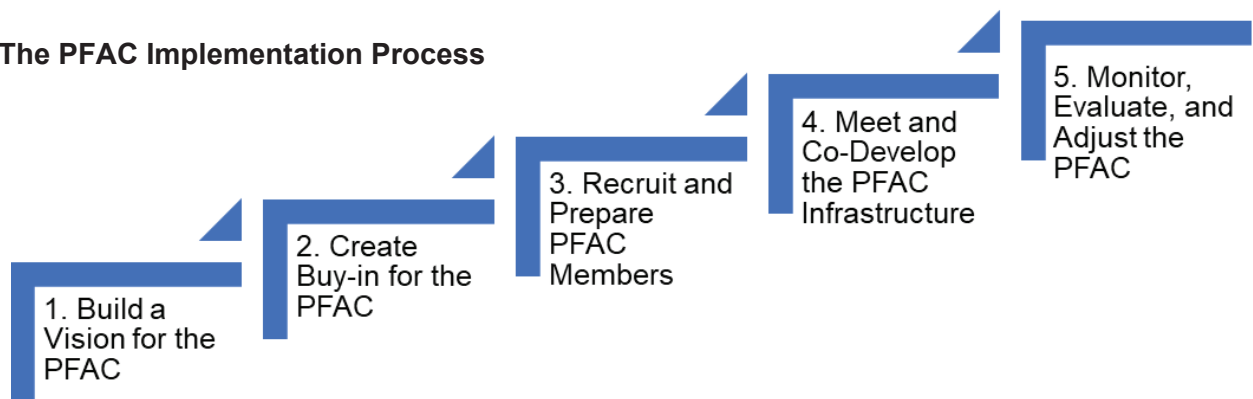 The PFAC Implementation Process
1. Build a
Vision for the
PFAC
2. Create
Buy-in for the
PFAC
3. Recruit and
Prepare
PFAC
Members
4. Meet and
Co-Develop
the PFAC
Infrastructure
5. Monitor,
Evaluate, and
Adjust the
PFAC